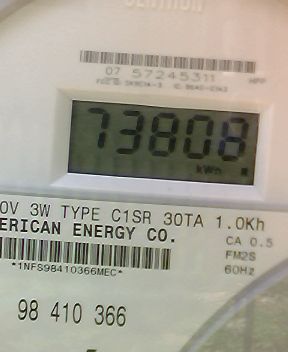 CENTRON
07 57245311
73808
kWh
0V 3W TYPE C1SR 30TA 1.0Kh
ERICAN ENERGY CO.
CA 0.5
FM2S
60Hz
*1NFS98410366MEC*
98 410 366